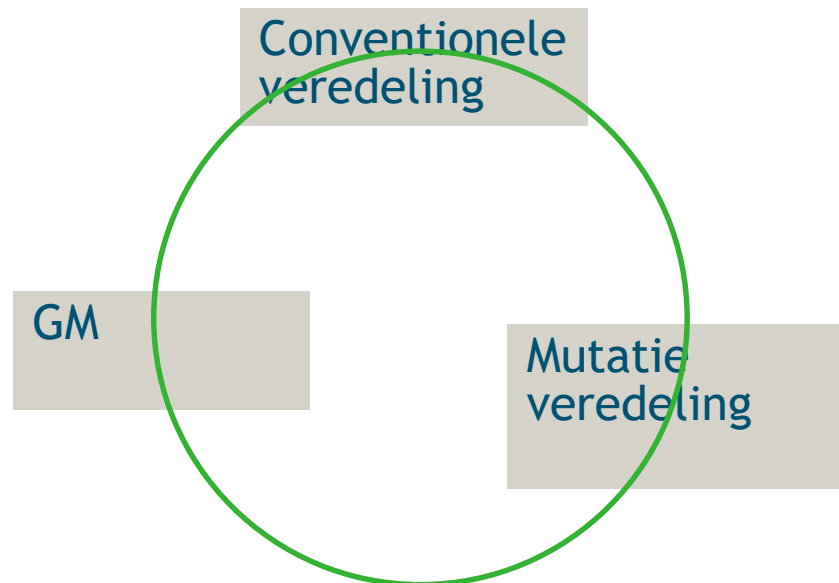 Conventionele
veredeling
GM
Mutatie
veredeling